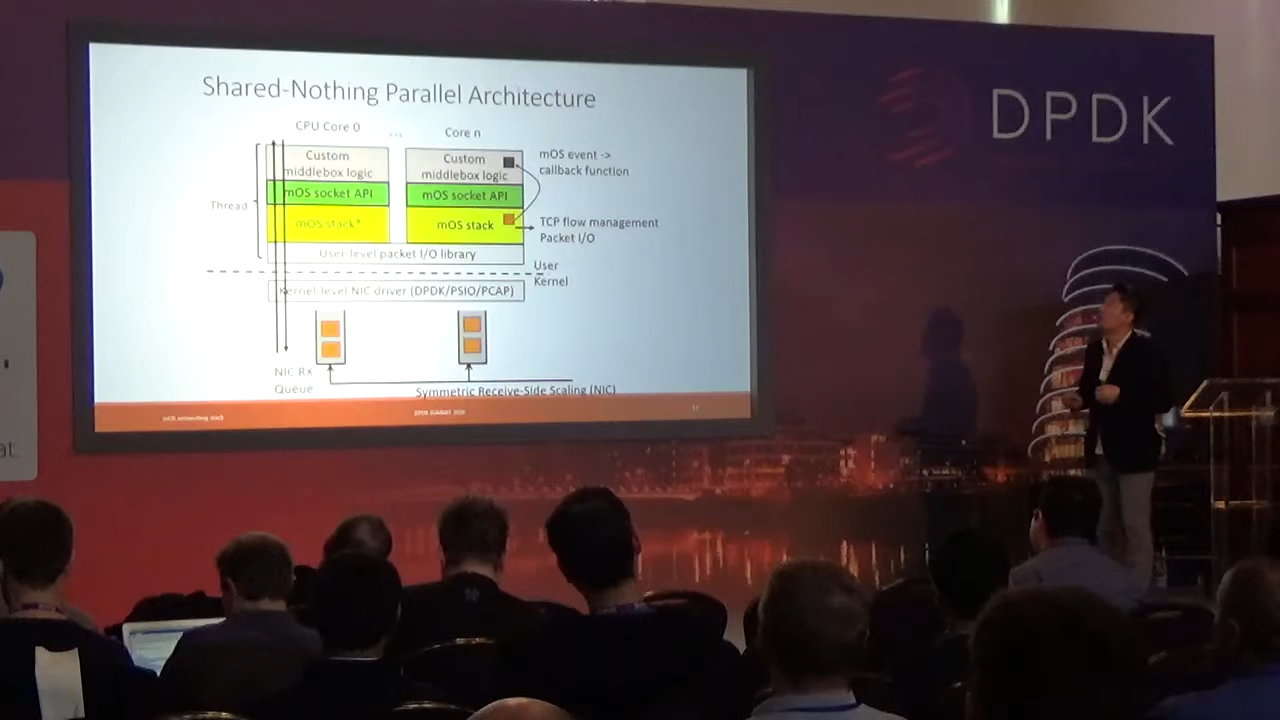 Shared-Nothing Parallel Architecture
CPU Core 0
...
Core n
Custom
middlebox logic
Custom
middlebox logic
mOS event ->
callback function
mOS socket API
mOS socket API
Thread
mOS stack*
mOS stack
TCP flow management
Packet I/O
User-level packet I/O library
User
Kernel
Kernel-level NIC driver (DPDK/PSIO/PCAP)
NIC RX
Queue
Symmetric Receive-Side Scaling (NIC)
DPDK
at